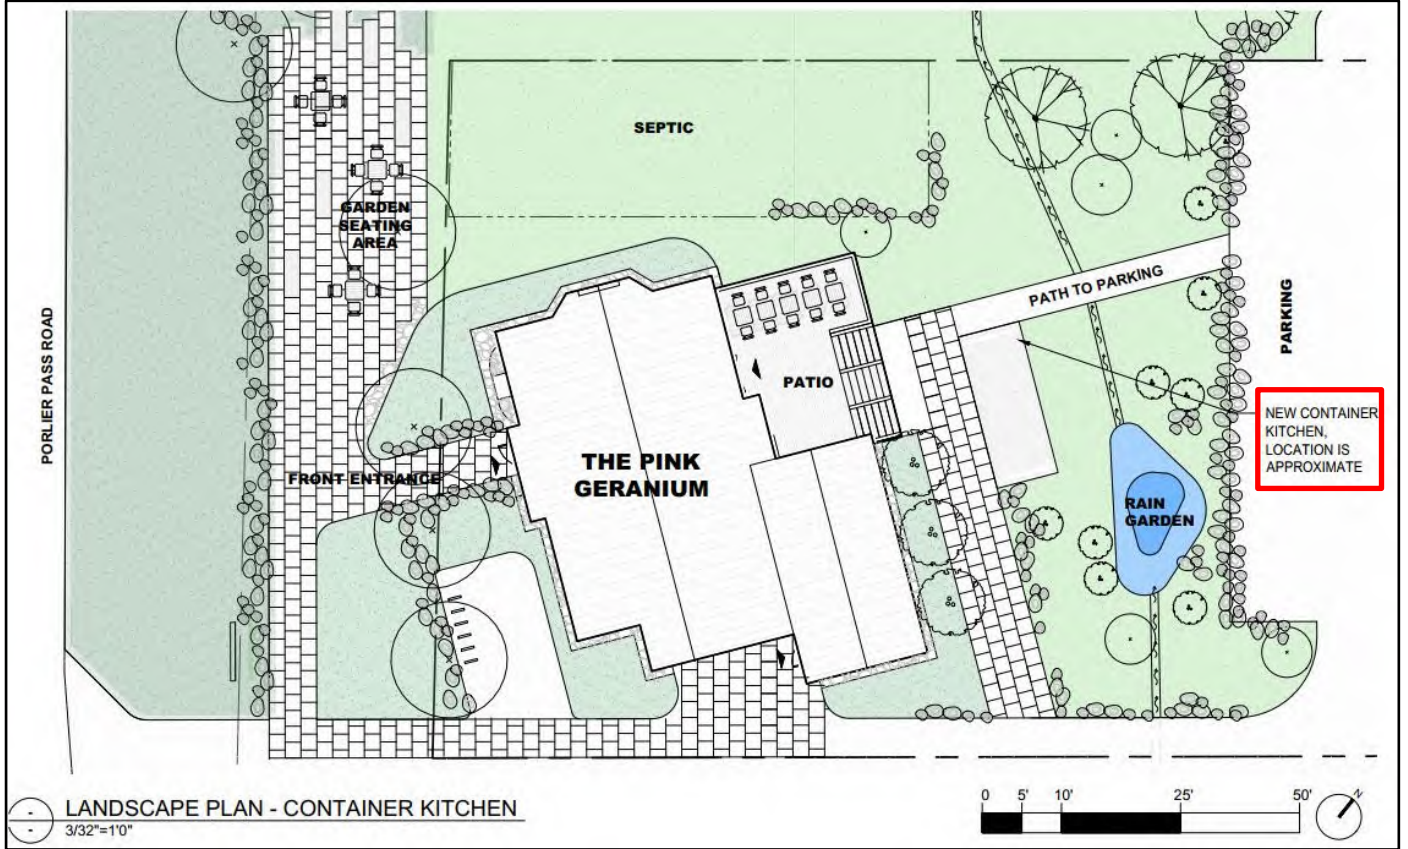 SEPTIC
GARDEN
SEATING
AREA
PATH TO PARKING
PARKING
PORLIER PASS ROAD
PATIO
NEW CONTAINER
KITCHEN,
LOCATION IS
APPROXIMATE
THE PINK
GERANIUM
FRONT ENTRANCE
RAIN
GARDEN
LANDSCAPE PLAN - CONTAINER KITCHEN
3/32"=1'0"
0 5' 10' 25' 50'
N